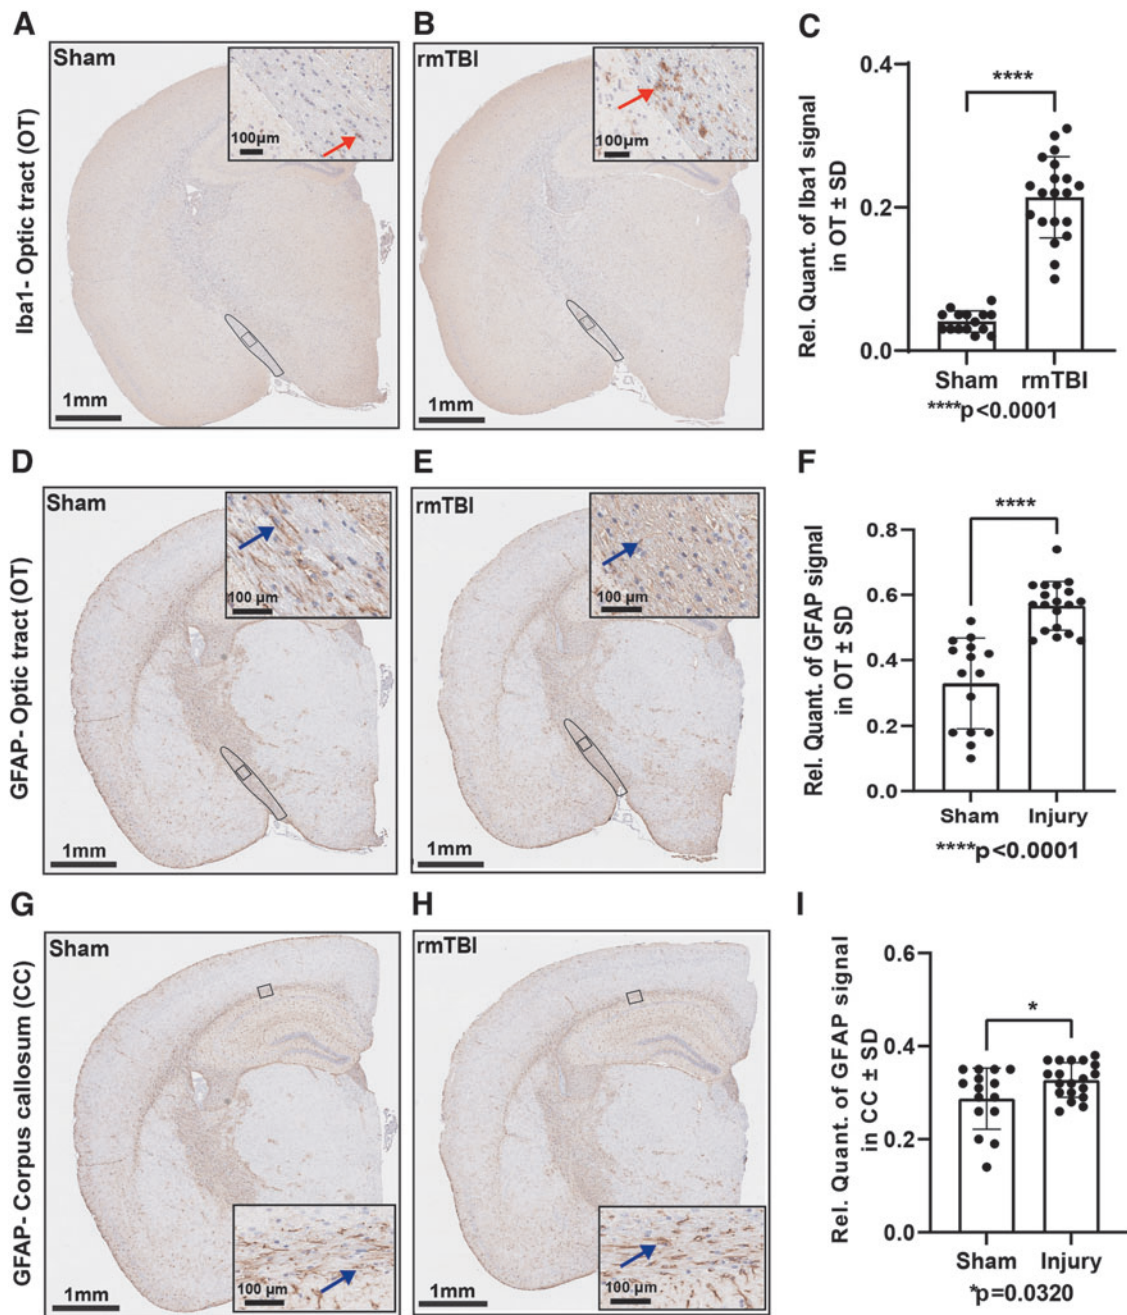 A
B
C
Iba1- Optic tract (OT)
Sham
100µm
1mm
rmTBI
100µm
1mm
Rel. Quant. of Iba1 signal
in OT ± SD
0.4
0.2
0.0
****
Sham
rmTBI
****p<0.0001
D
E
F
GFAP- Optic tract (OT)
Sham
100 µm
1mm
rmTBI
100 µm
1mm
Rel. Quant. of GFAP signal
in OT ± SD
0.8
0.6
0.4
0.2
0.0
****
Sham
Injury
****p<0.0001
G
H
I
GFAP- Corpus callosum (CC)
Sham
100 µm
1mm
rmTBI
100 µm
1mm
Rel. Quant. of GFAP signal
in CC ± SD
0.6
0.4
0.2
0.0
*
Sham
Injury
*p=0.0320